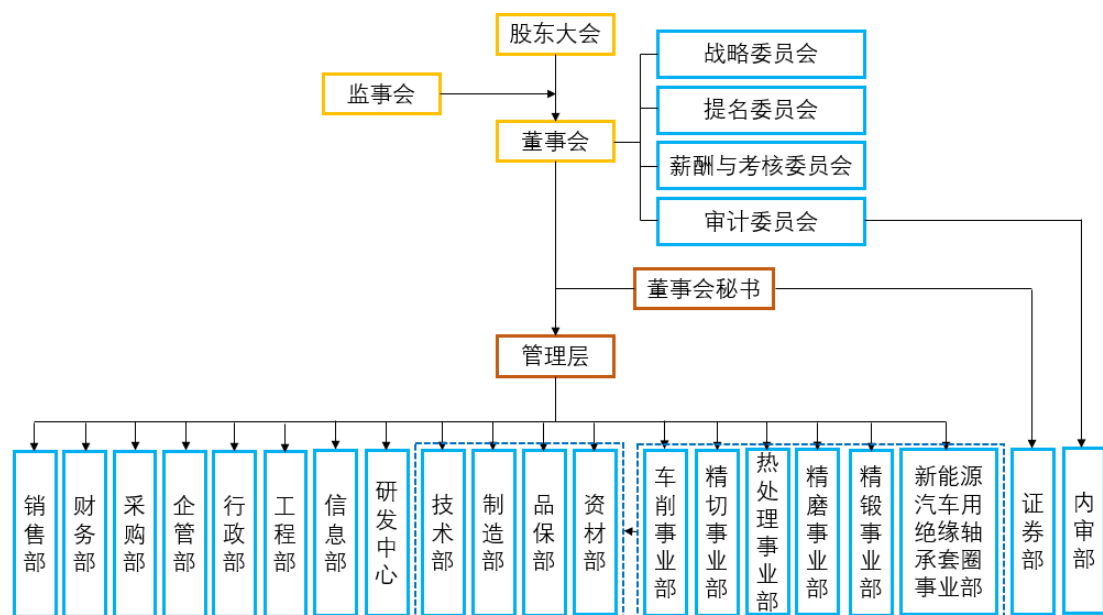 股东大会
战略委员会
监事会
提名委员会
董事会
薪酬与考核委员会
审计委员会
董事会秘书
管理层
销售部
财务部
采购部
企管部
行政部
工程部
信息部
研发中心
技术部
制造部
品保部
资材部
车削事业部
精切事业部
热处理事业部
精磨事业部
精锻事业部
新能源
汽车用
绝缘轴
承套圈
事业部
证券部
内审部